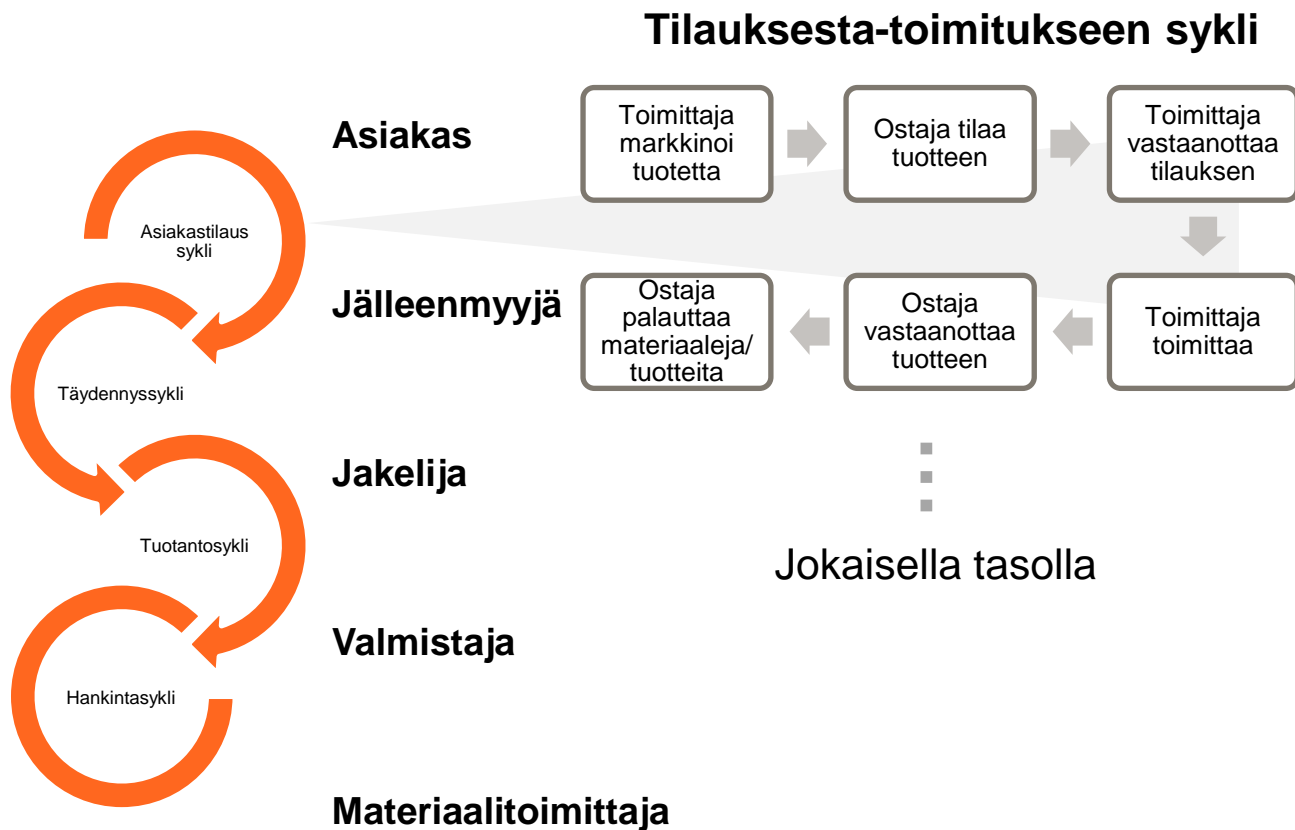 Tilauksesta-toimitukseen sykli
Asiakas
Toimittaja
markkinoi
tuotetta
Ostaja tilaa
tuotteen
Toimittaja
vastaanottaa
tilauksen
Asiakastilaus
sykli
Jälleenmyyjä
Ostaja
palauttaa
materiaaleja/
tuotteita
Ostaja
vastaanottaa
tuotteen
Toimittaja
toimittaa
Täydennyssykli
Jakelija
Tuotantosykli
Jokaisella tasolla
Valmistaja
Hankintasykli
Materiaalitoimittaja